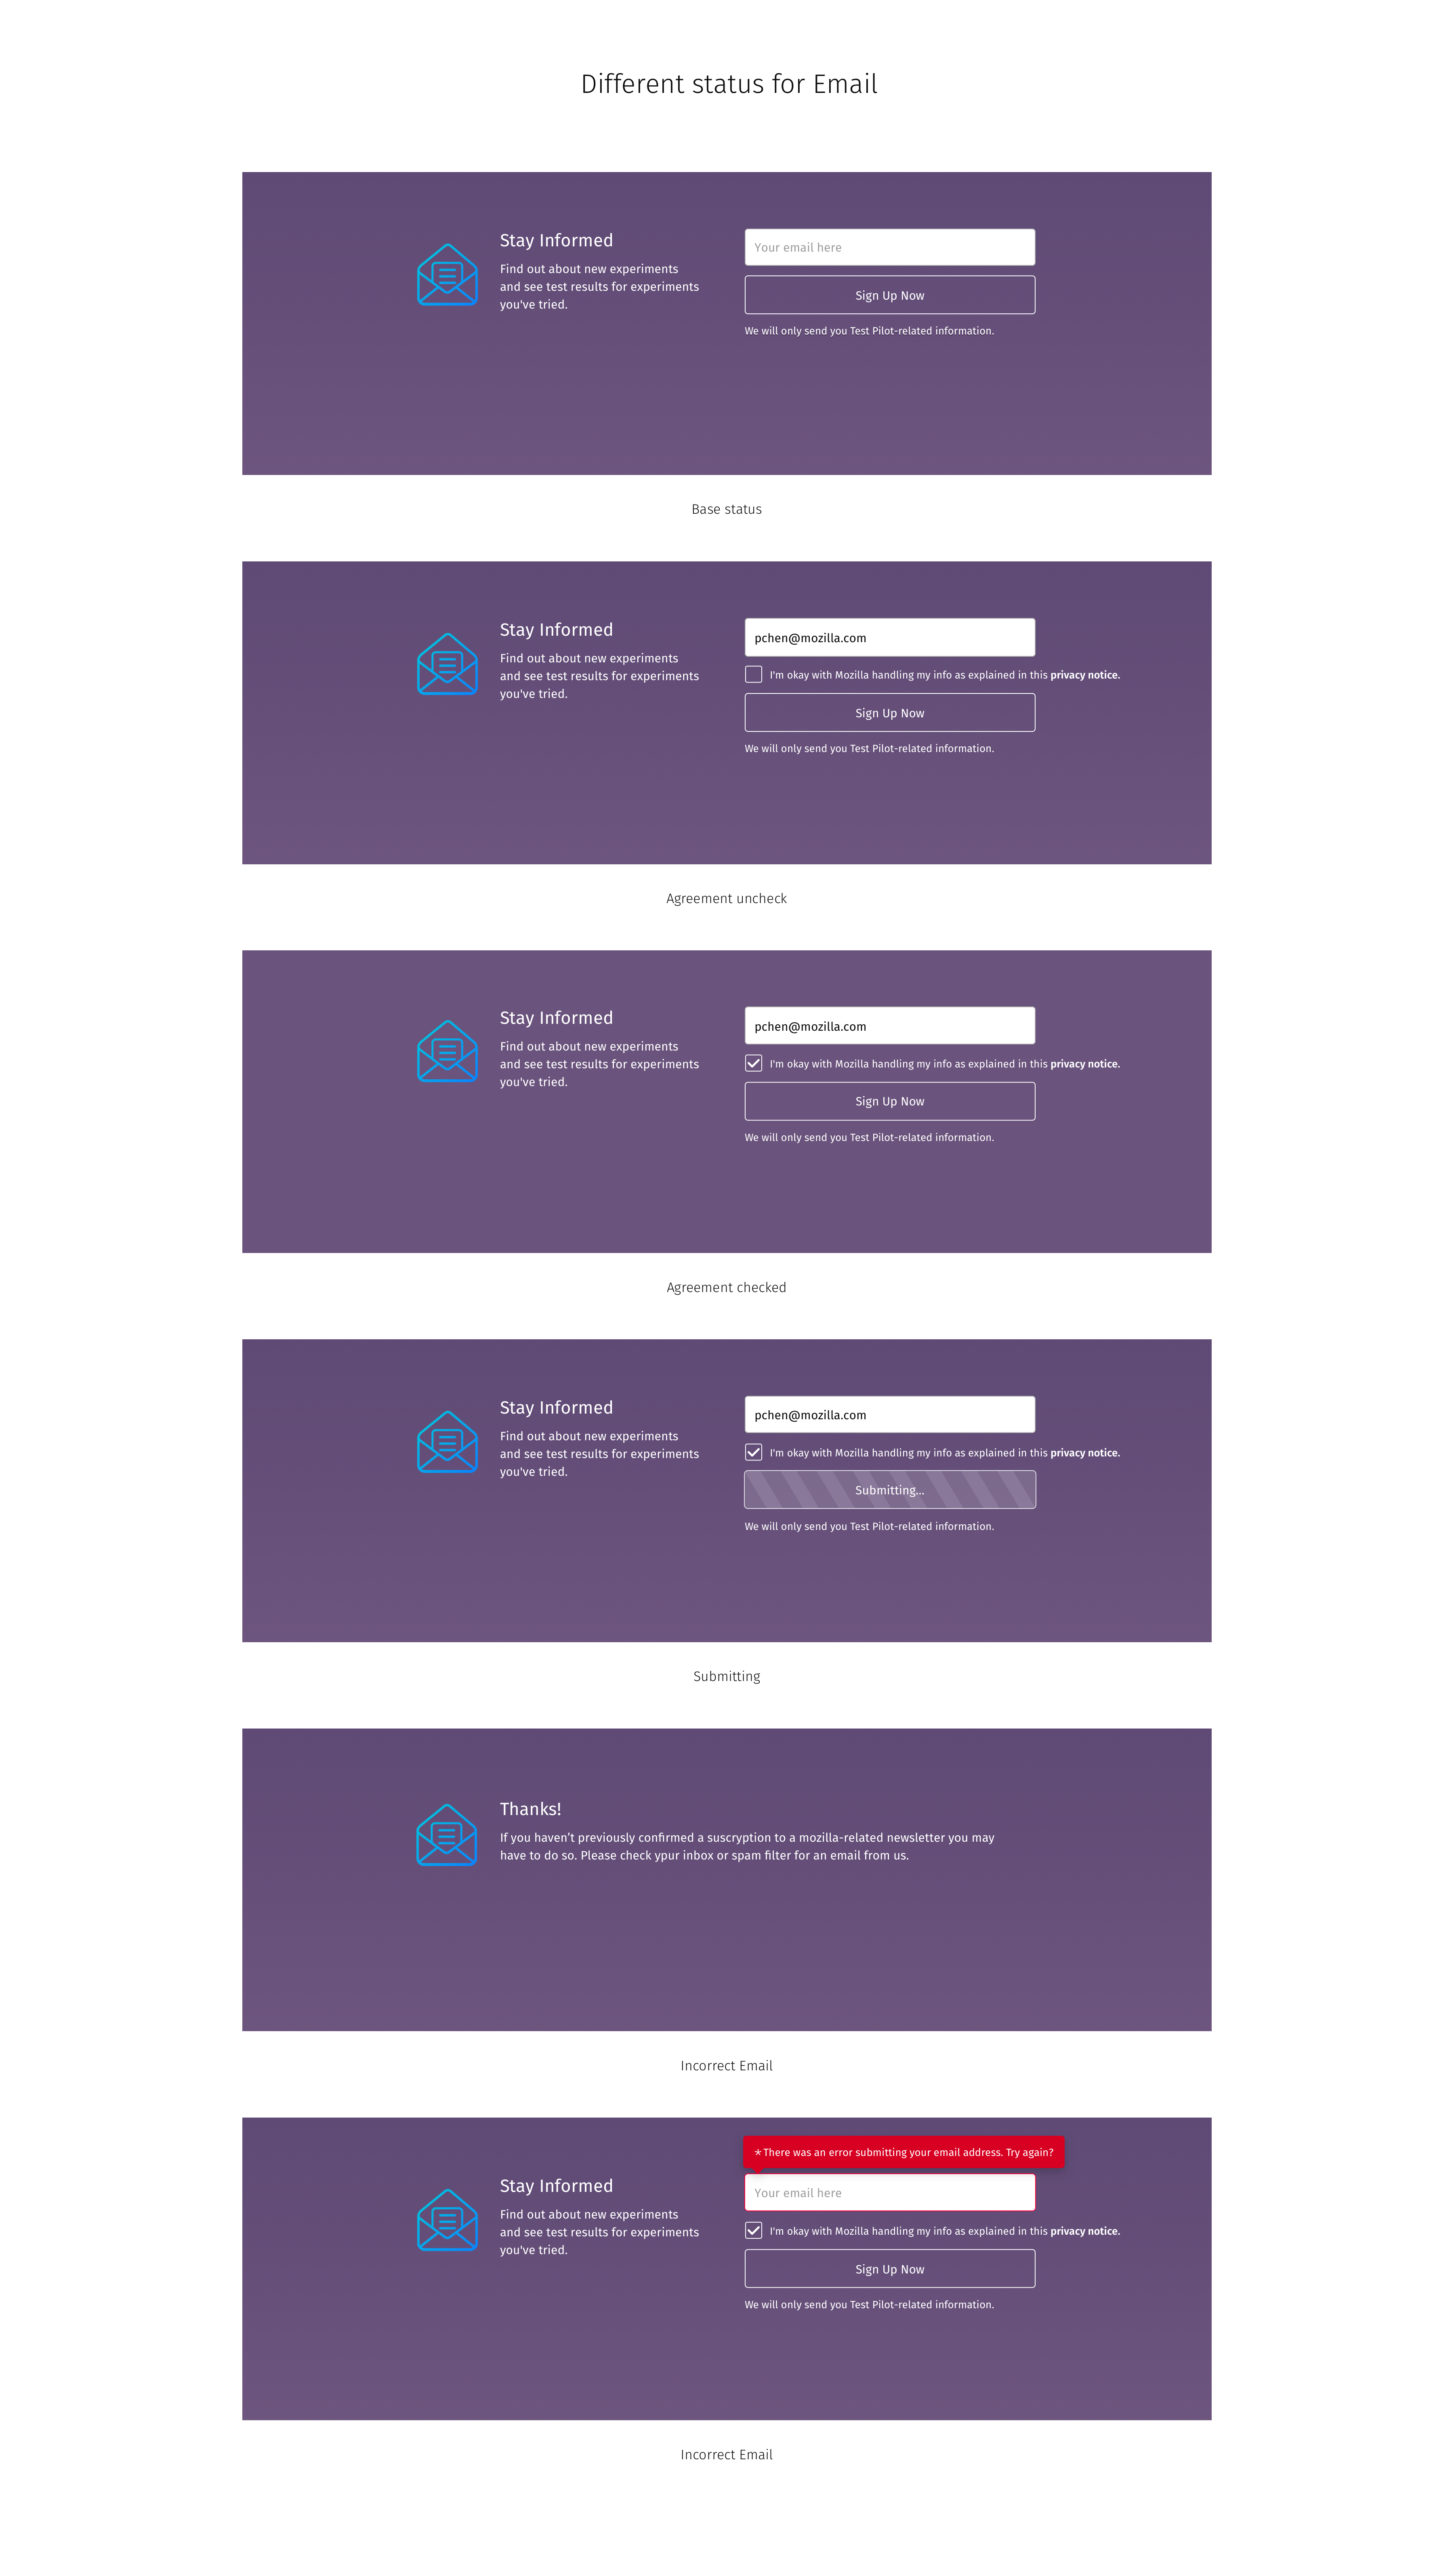 Different status for Email
Stay Informed
Find out about new experiments
and see test results for experiments
you've tried.
Your email here
Sign Up Now
We will only send you Test Pilot-related information.
Base status
Stay Informed
Find out about new experiments
and see test results for experiments
you've tried.
pchen@mozilla.com
I'm okay with Mozilla handling my info as explained in this privacy notice.
Sign Up Now
We will only send you Test Pilot-related information.
Agreement uncheck
Stay Informed
Find out about new experiments
and see test results for experiments
you've tried.
pchen@mozilla.com
I'm okay with Mozilla handling my info as explained in this privacy notice.
Sign Up Now
We will only send you Test Pilot-related information.
Agreement checked
Stay Informed
Find out about new experiments
and see test results for experiments
you've tried.
pchen@mozilla.com
I'm okay with Mozilla handling my info as explained in this privacy notice.
Submitting...
We will only send you Test Pilot-related information.
Submitting
Thanks!
If you haven’t previously confirmed a suscryption to a mozilla-related newsletter you may
have to do so. Please check ypur inbox or spam filter for an email from us.
Incorrect Email
Stay Informed
Find out about new experiments
and see test results for experiments
you've tried.
*There was an error submitting your email address. Try again?
Your email here
I'm okay with Mozilla handling my info as explained in this privacy notice.
Sign Up Now
We will only send you Test Pilot-related information.
Incorrect Email